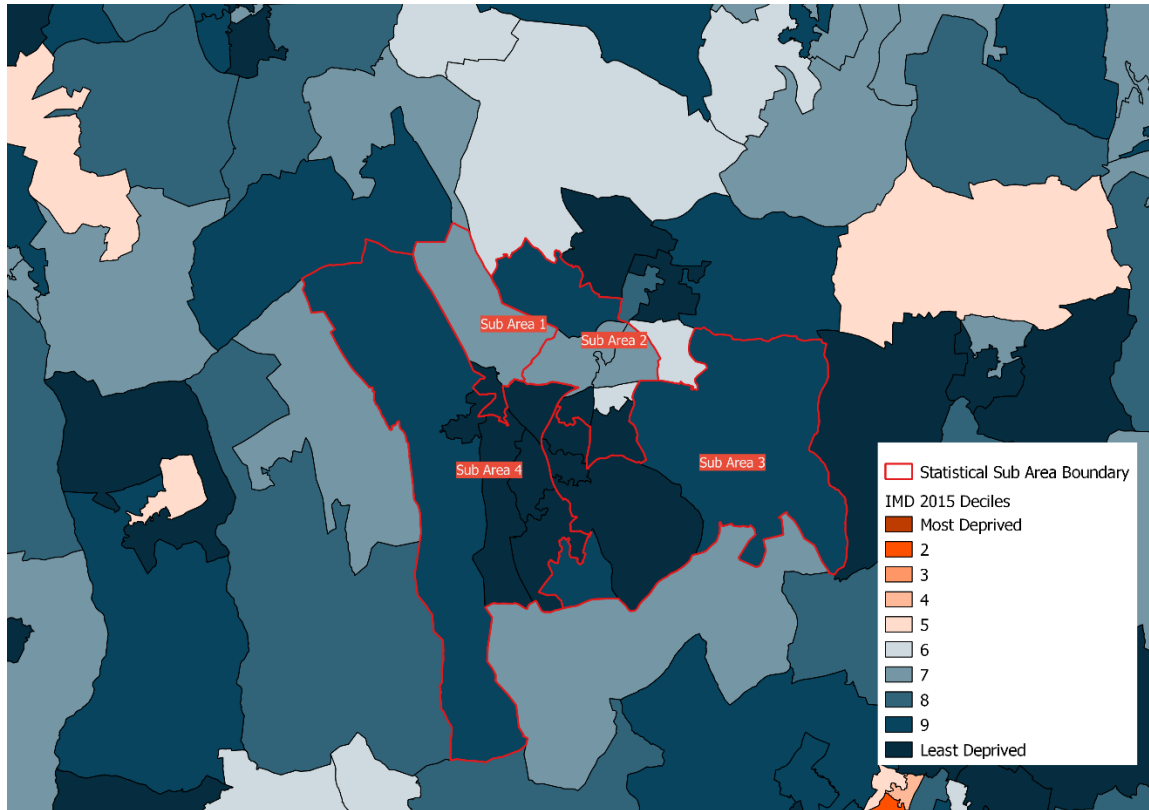 Sub Area 1
Sub Area 2
Sub Area 4
Sub Area 3
Statistical Sub Area Boundary
IMD 2015 Deciles
Most Deprived
2
3
4
5
6
7
8
9
Least Deprived